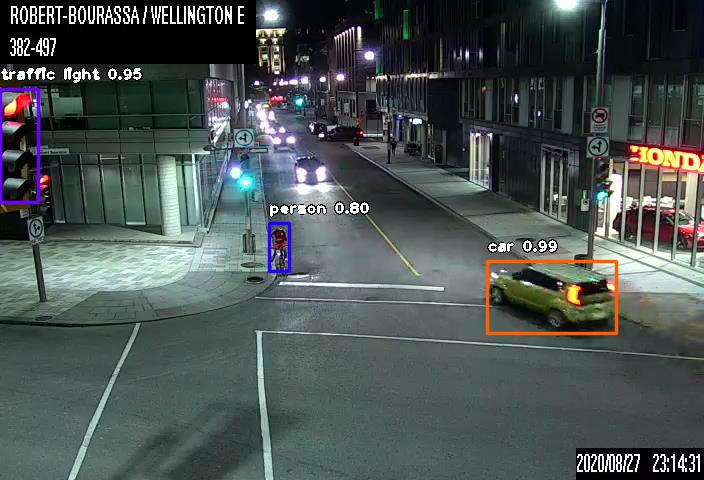 ROBERT-BOURASSA / WELLINGTON E
382-497
traffic light 0.95
person 0.80
HONDA
car 0.99
2020/08/27 23:14:31